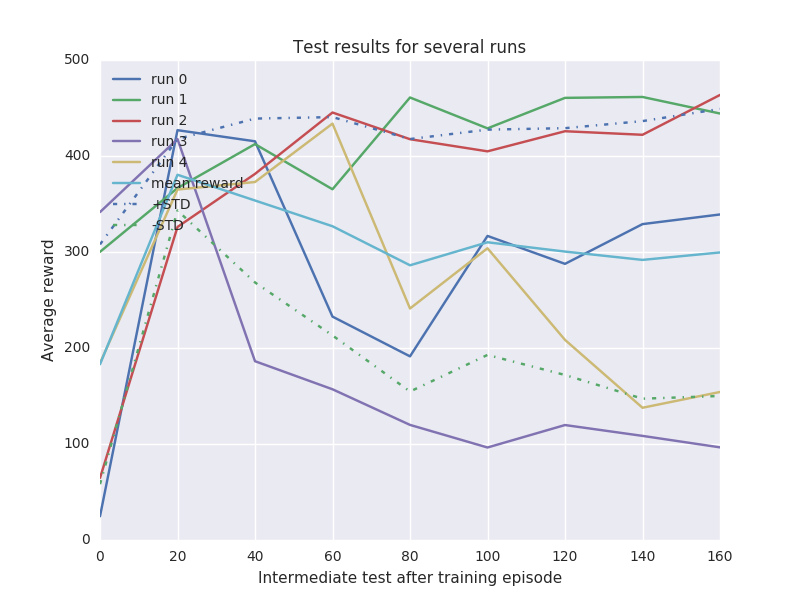 Test results for several runs
500
400
300
200
100
0
Average reward
run 0
run 1
run 2
run 3
run 4
mean reward
+STD
-STD
0 20 40 60 80 100 120 140 160
Intermediate test after training episode